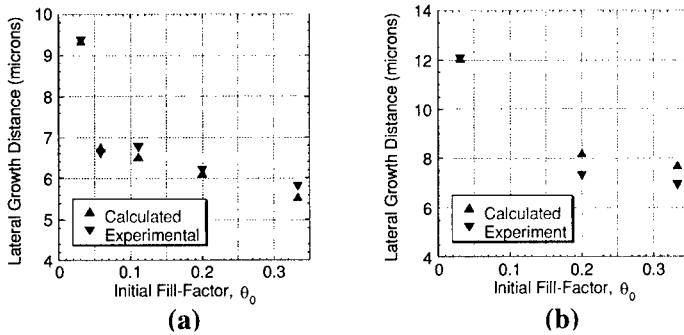 Lateral Growth Distance (microns)
10
9
8
7
6
5
4
Calculated
Experimental
0
0.1
0.2
0.3
Initial Fill-Factor, θ0
(a)
Lateral Growth Distance (microns)
14
12
10
8
6
4
Calculated
Experiment
0
0.1
0.2
0.3
Initial Fill-Factor, θ0
(b)